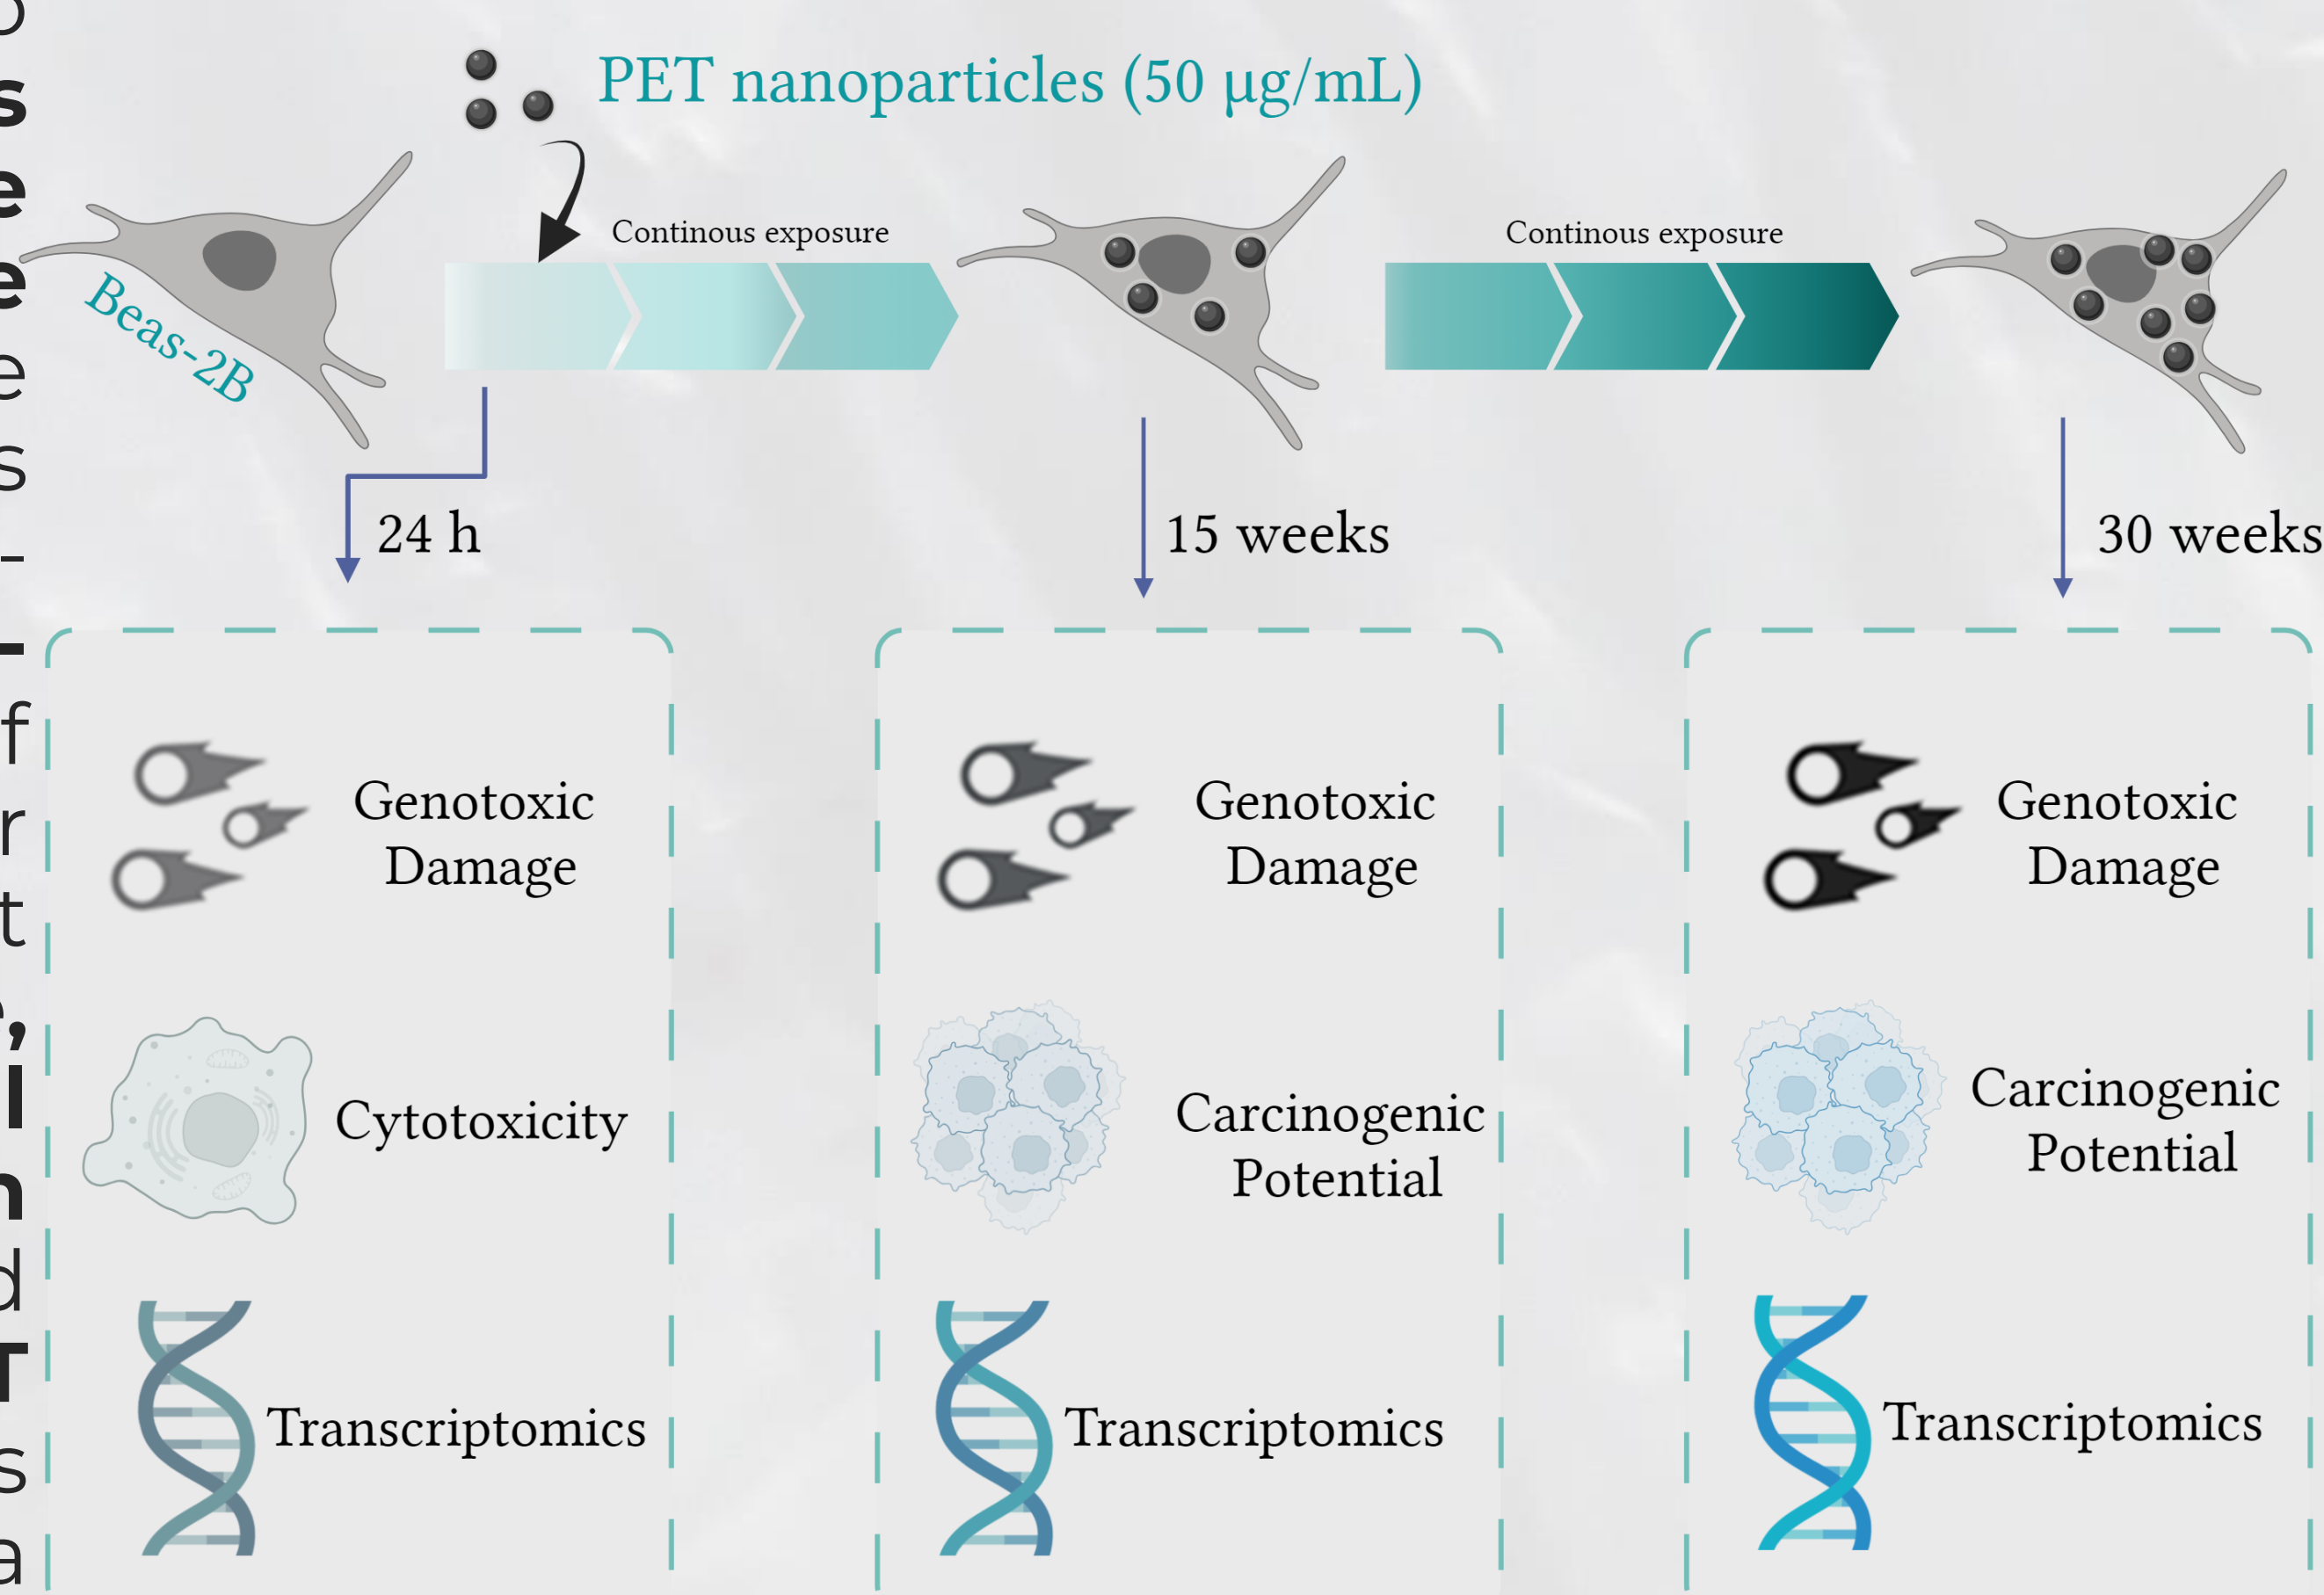 PET nanoparticles (50 µg/mL)
Continous exposure
Continous exposure
Beas-2B
24 h
15 weeks
30 weeks
Genotoxic
Damage
Cytotoxicity
Transcriptomics
Genotoxic
Damage
Carcinogenic
Potential
Transcriptomics
Genotoxic
Damage
Carcinogenic
Potential
Transcriptomics